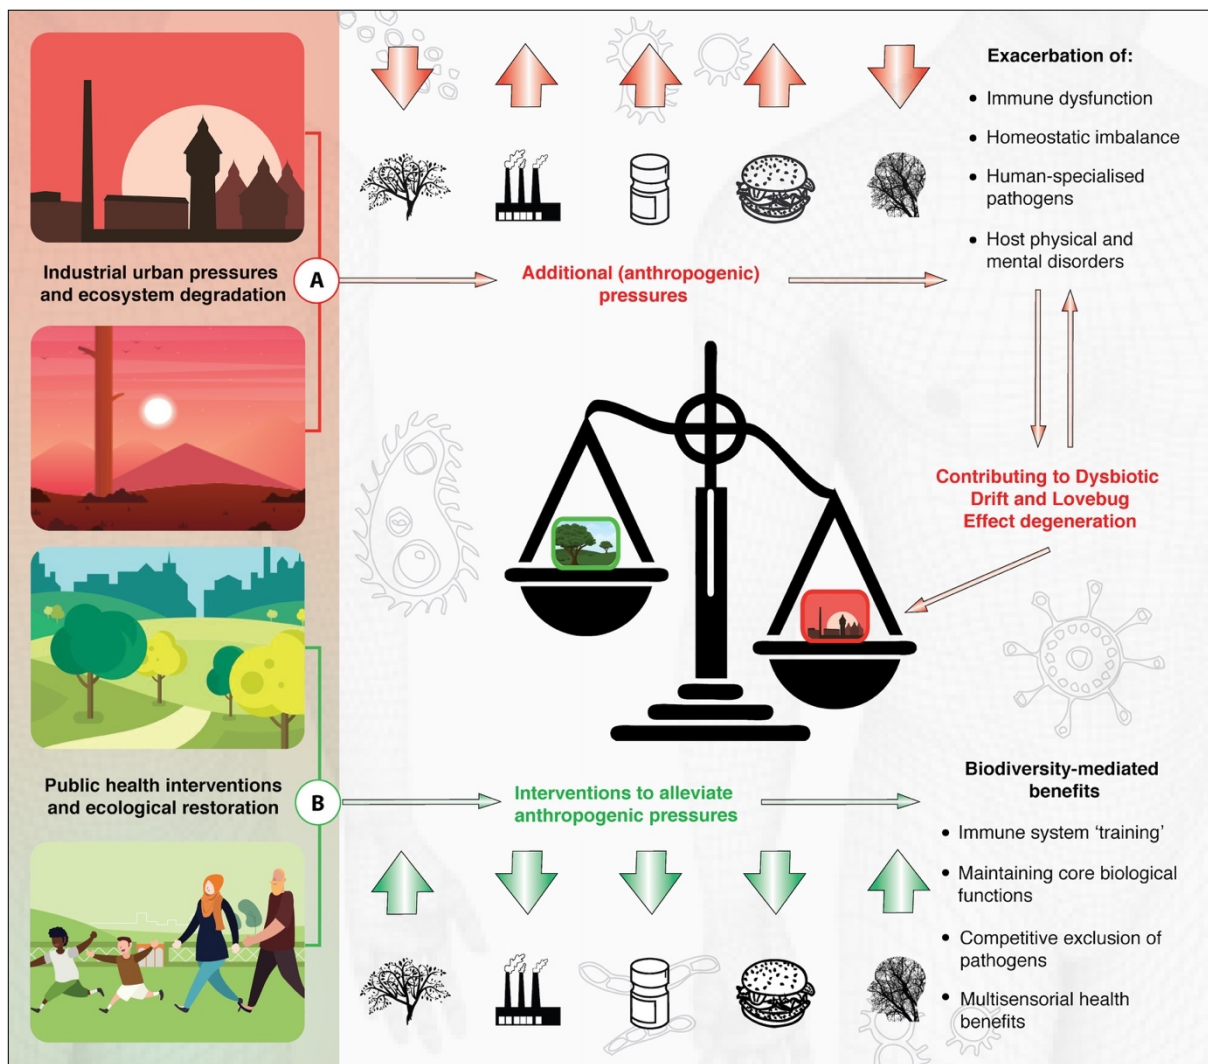 Industrial urban pressures
and ecosystem degradation
A
Additional (anthropogenic)
pressures
Exacerbation of:
• Immune dysfunction
• Homeostatic imbalance
• Human-specialised
pathogens
• Host physical and
mental disorders
Contributing to Dysbiotic
Drift and Lovebug
Effect degeneration
Public health interventions
and ecological restoration
B
Interventions to alleviate
anthropogenic pressures
Biodiversity-mediated
benefits
• Immune system ‘training’
• Maintaining core biological
functions
• Competitive exclusion of
pathogens
• Multisensorial health
benefits